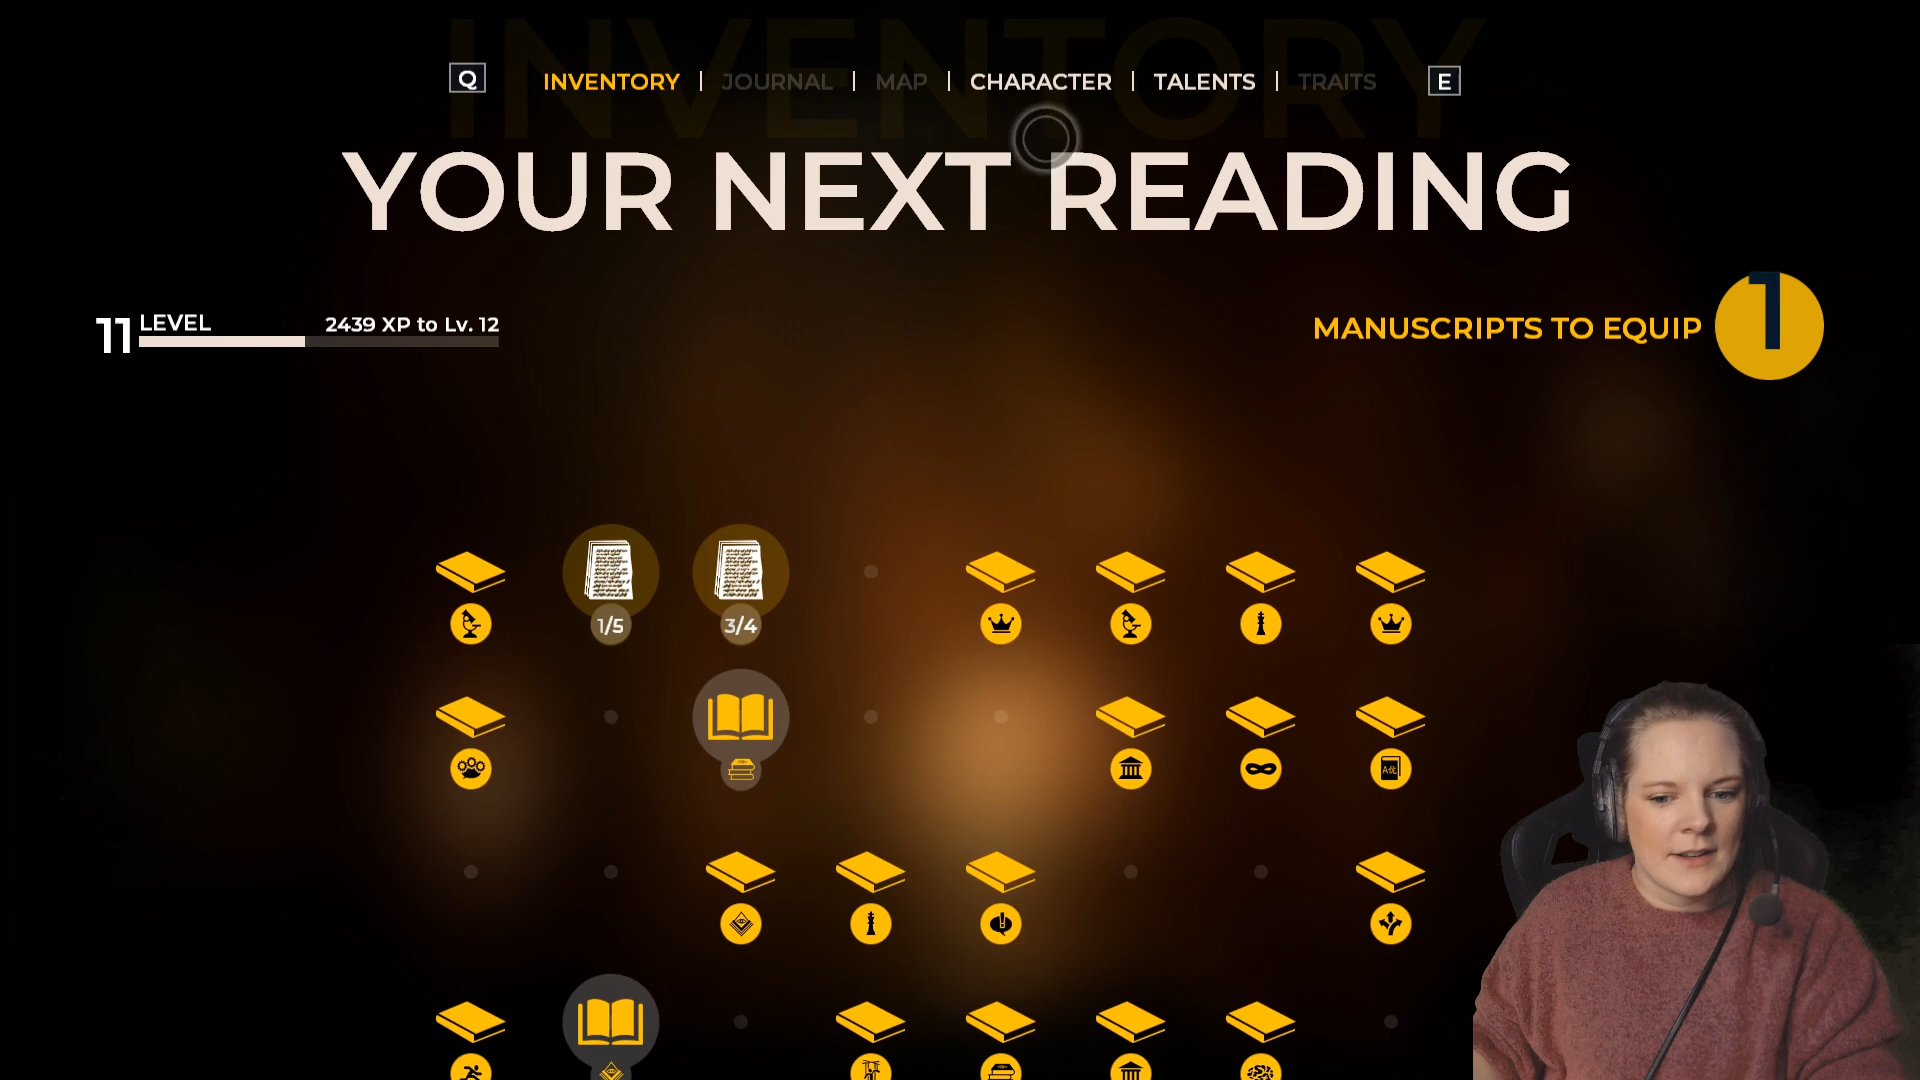 INVENTORY
Q INVENTORY JOURNAL MAP CHARACTER TALENTS TRAITS E
YOUR NEXT READING
11 LEVEL 2439 XP to Lv. 12
MANUSCRIPTS TO EQUIP 1
1/5 3/4